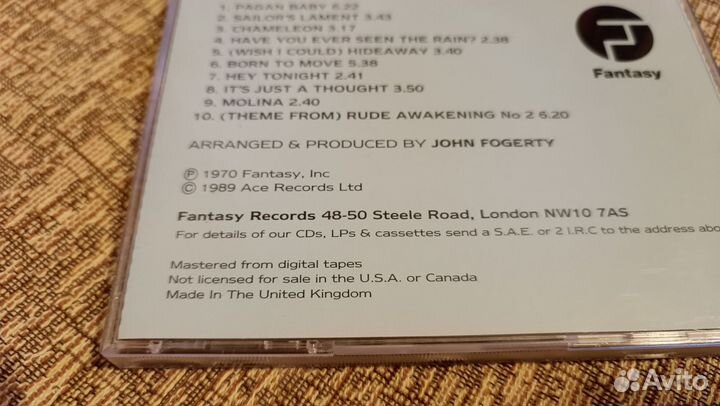 1. PAGAN BABY 6.22
2. SAILOR'S LAMENT 3.43
3. CHAMELEON 3.17
4. HAVE YOU EVER SEEN THE RAIN? 2.38
5. (WISH I COULD) HIDEAWAY 3.40
6. BORN TO MOVE 5.38
7. HEY TONIGHT 2.41
8. IT'S JUST A THOUGHT 3.50
9. MOLINA 2.40
10. (THEME FROM) RUDE AWAKENING No 2 6.20
Fantasy
ARRANGED & PRODUCED BY JOHN FOGERTY
Ⓟ 1970 Fantasy, Inc
© 1989 Ace Records Ltd
Fantasy Records 48-50 Steele Road, London NW10 7AS
For details of our CDs, LPs & cassettes send a S.A.E. or 2 I.R.C to the address abo
Mastered from digital tapes
Not licensed for sale in the U.S.A. or Canada
Made In The United Kingdom
Avito